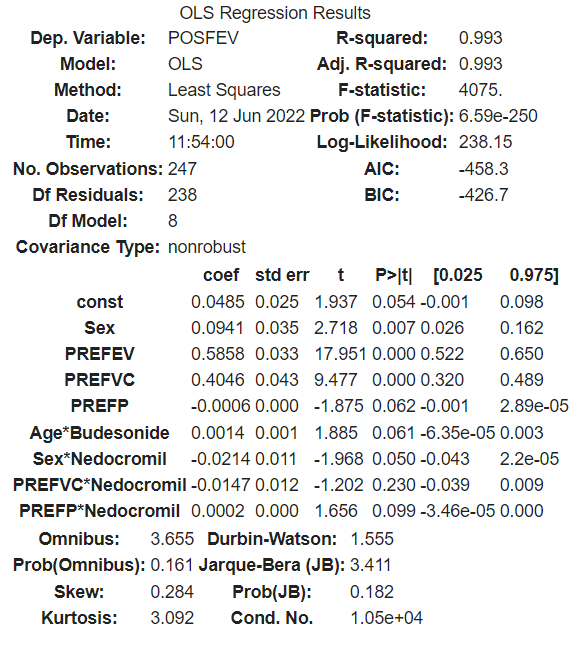 OLS Regression Results
Dep. Variable: POSFEV R-squared: 0.993
Model: OLS Adj. R-squared: 0.993
Method: Least Squares F-statistic: 4075.
Date: Sun, 12 Jun 2022 Prob (F-statistic): 6.59e-250
Time: 11:54:00 Log-Likelihood: 238.15
No. Observations: 247 AIC: -458.3
Df Residuals: 238 BIC: -426.7
Df Model: 8
Covariance Type: nonrobust
coef std err t P>|t| [0.025 0.975]
const 0.0485 0.025 1.937 0.054 -0.001 0.098
Sex 0.0941 0.035 2.718 0.007 0.026 0.162
PREFEV 0.5858 0.033 17.951 0.000 0.522 0.650
PREFVC 0.4046 0.043 9.477 0.000 0.320 0.489
PREFP -0.0006 0.000 -1.875 0.062 -0.001 2.89e-05
Age*Budesonide 0.0014 0.001 1.885 0.061 -6.35e-05 0.003
Sex*Nedocromil -0.0214 0.011 -1.968 0.050 -0.043 2.2e-05
PREFVC*Nedocromil -0.0147 0.012 -1.202 0.230 -0.039 0.009
PREFP*Nedocromil 0.0002 0.000 1.656 0.099 -3.46e-05 0.000
Omnibus: 3.655 Durbin-Watson: 1.555
Prob(Omnibus): 0.161 Jarque-Bera (JB): 3.411
Skew: 0.284 Prob(JB): 0.182
Kurtosis: 3.092 Cond. No. 1.05e+04